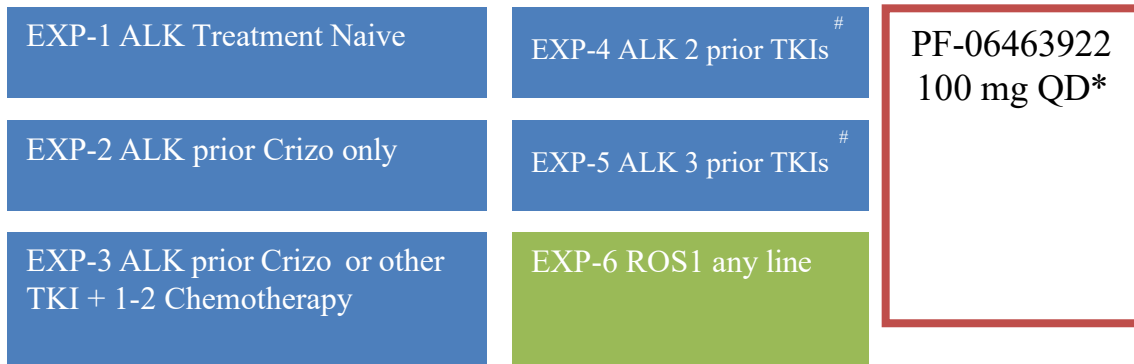 EXP-1 ALK Treatment Naive
EXP-2 ALK prior Crizo only
EXP-3 ALK prior Crizo or other
TKI + 1-2 Chemotherapy
EXP-4 ALK 2 prior TKIs #
EXP-5 ALK 3 prior TKIs #
EXP-6 ROS1 any line
PF-06463922
100 mg QD*